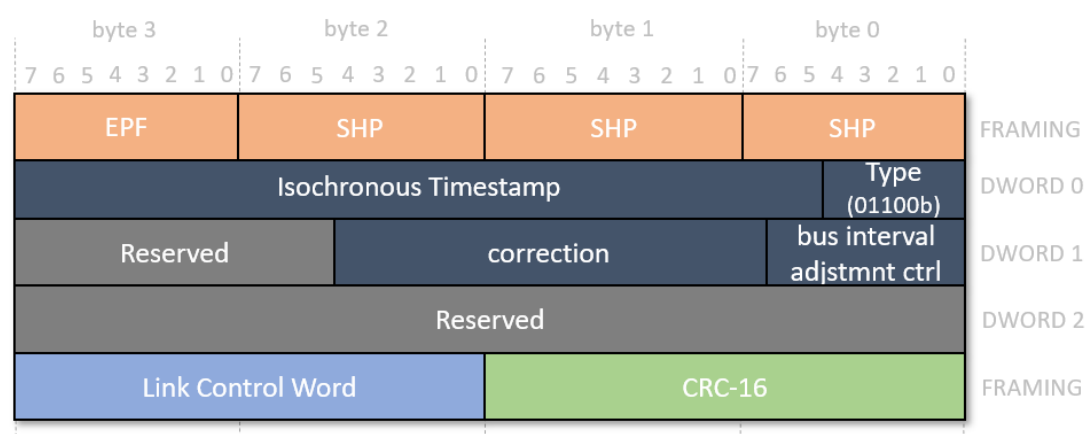 byte 3 byte 2 byte 1 byte 0
7 6 5 4 3 2 1 0 7 6 5 4 3 2 1 0 7 6 5 4 3 2 1 0 7 6 5 4 3 2 1 0
EPF SHP SHP SHP FRAMING
Isochronous Timestamp Type (01100b) DWORD 0
Reserved correction bus interval adjstmnt ctrl DWORD 1
Reserved DWORD 2
Link Control Word CRC-16 FRAMING